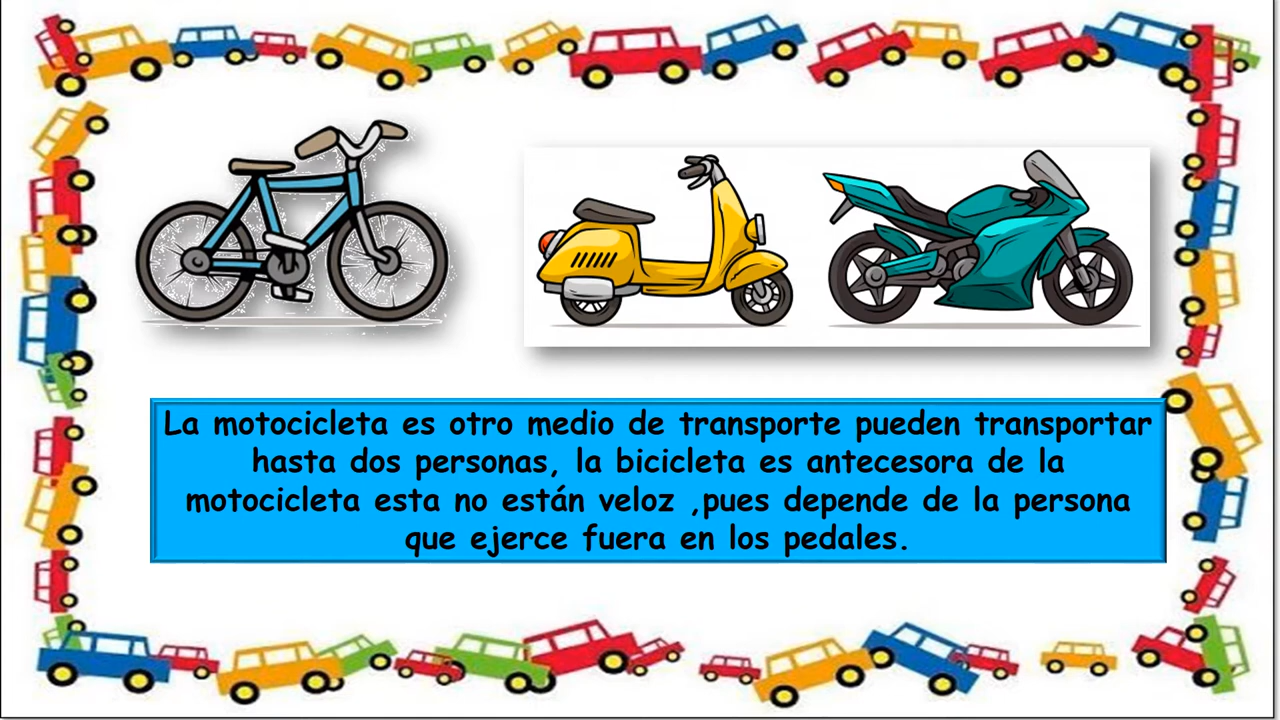 La motocicleta es otro medio de transporte pueden transportar
hasta dos personas, la bicicleta es antecesora de la
motocicleta esta no están veloz ,pues depende de la persona
que ejerce fuera en los pedales.